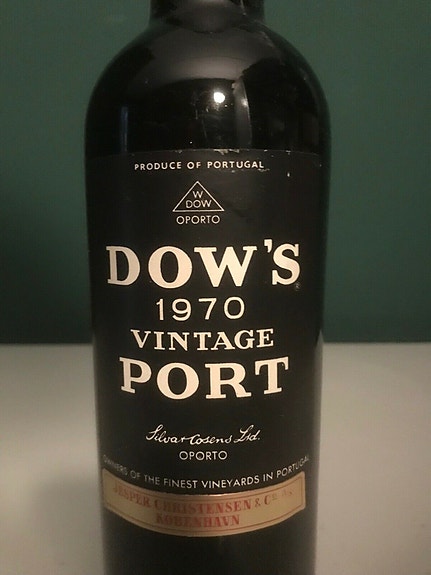 PRODUCE OF PORTUGAL
W
DOW
OPORTO
DOW'S
®
1970
VINTAGE
PORT
Silva & Cosens Ltd.
OPORTO
OWNERS OF THE FINEST VINEYARDS IN PORTUGAL
JESPER CHRISTENSEN & Co
KØBENHAVN